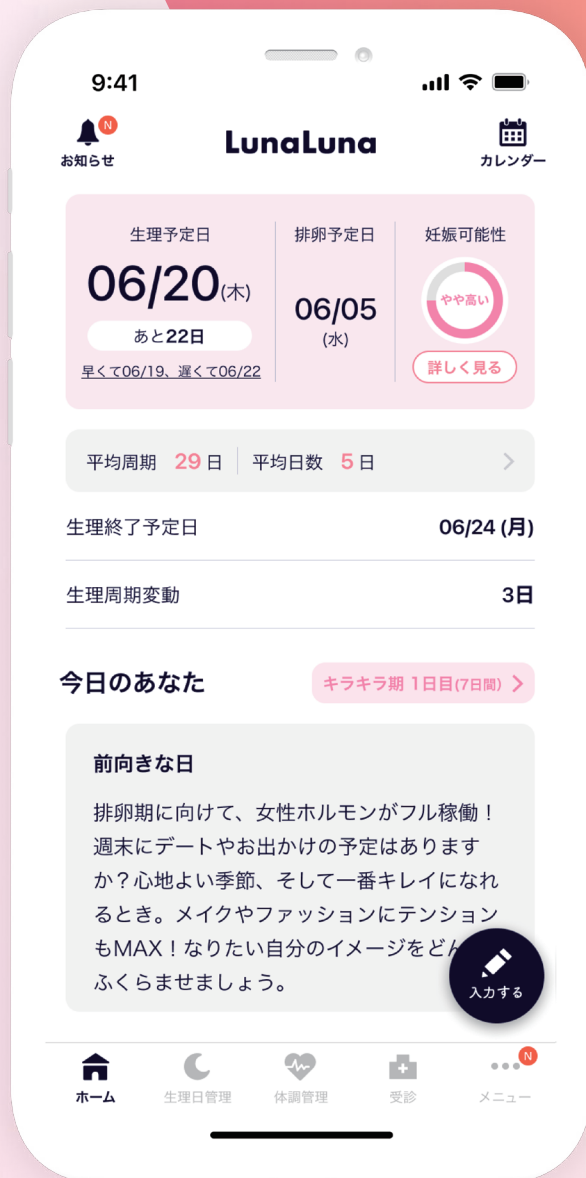 9:41
N
お知らせ
LunaLuna
カレンダー
生理予定日
06/20(木)
あと22日
早くて06/19、遅くて06/22
排卵予定日
06/05
(水)
妊娠可能性
やや高い
詳しく見る
平均周期 29日 平均日数 5日
生理終了予定日 06/24 (月)
生理周期変動 3日
今日のあなた キラキラ期 1日目(7日間)
前向きな日
排卵期に向けて、女性ホルモンがフル稼働！
週末にデートやお出かけの予定はあります
か？心地よい季節、そして一番キレイになれ
るとき。メイクやファッションにテンション
もMAX！なりたい自分のイメージをど
ふくらませましょう。
入力する
N
ホーム 生理日管理 体調管理 受診 メニュー